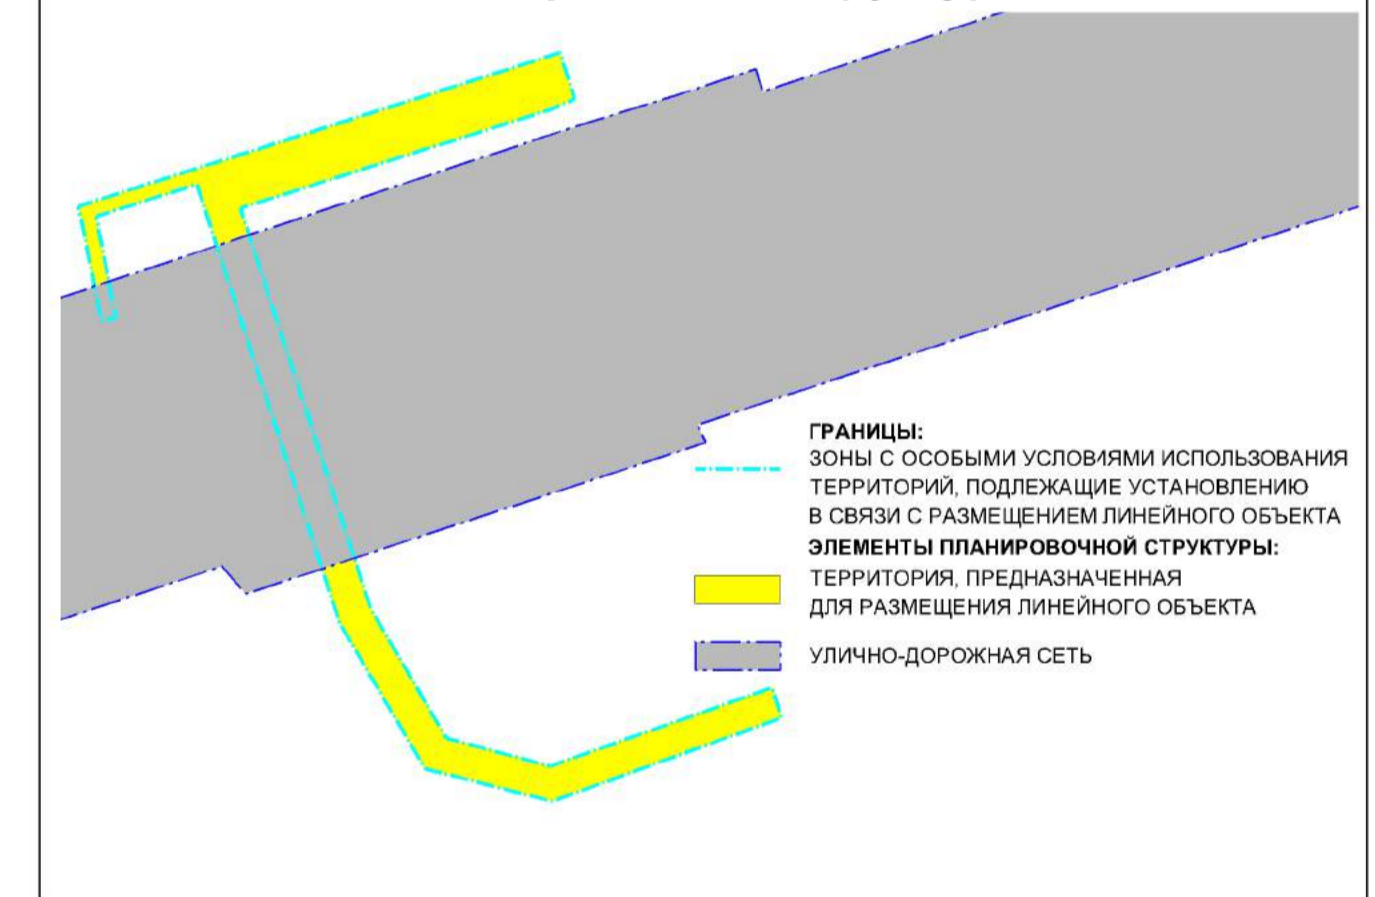 ГРАНИЦЫ:
ЗОНЫ С ОСОБЫМИ УСЛОВИЯМИ ИСПОЛЬЗОВАНИЯ
ТЕРРИТОРИЙ, ПОДЛЕЖАЩИЕ УСТАНОВЛЕНИЮ
В СВЯЗИ С РАЗМЕЩЕНИЕМ ЛИНЕЙНОГО ОБЪЕКТА
ЭЛЕМЕНТЫ ПЛАНИРОВОЧНОЙ СТРУКТУРЫ:
ТЕРРИТОРИЯ, ПРЕДНАЗНАЧЕННАЯ
ДЛЯ РАЗМЕЩЕНИЯ ЛИНЕЙНОГО ОБЪЕКТА
УЛИЧНО-ДОРОЖНАЯ СЕТЬ